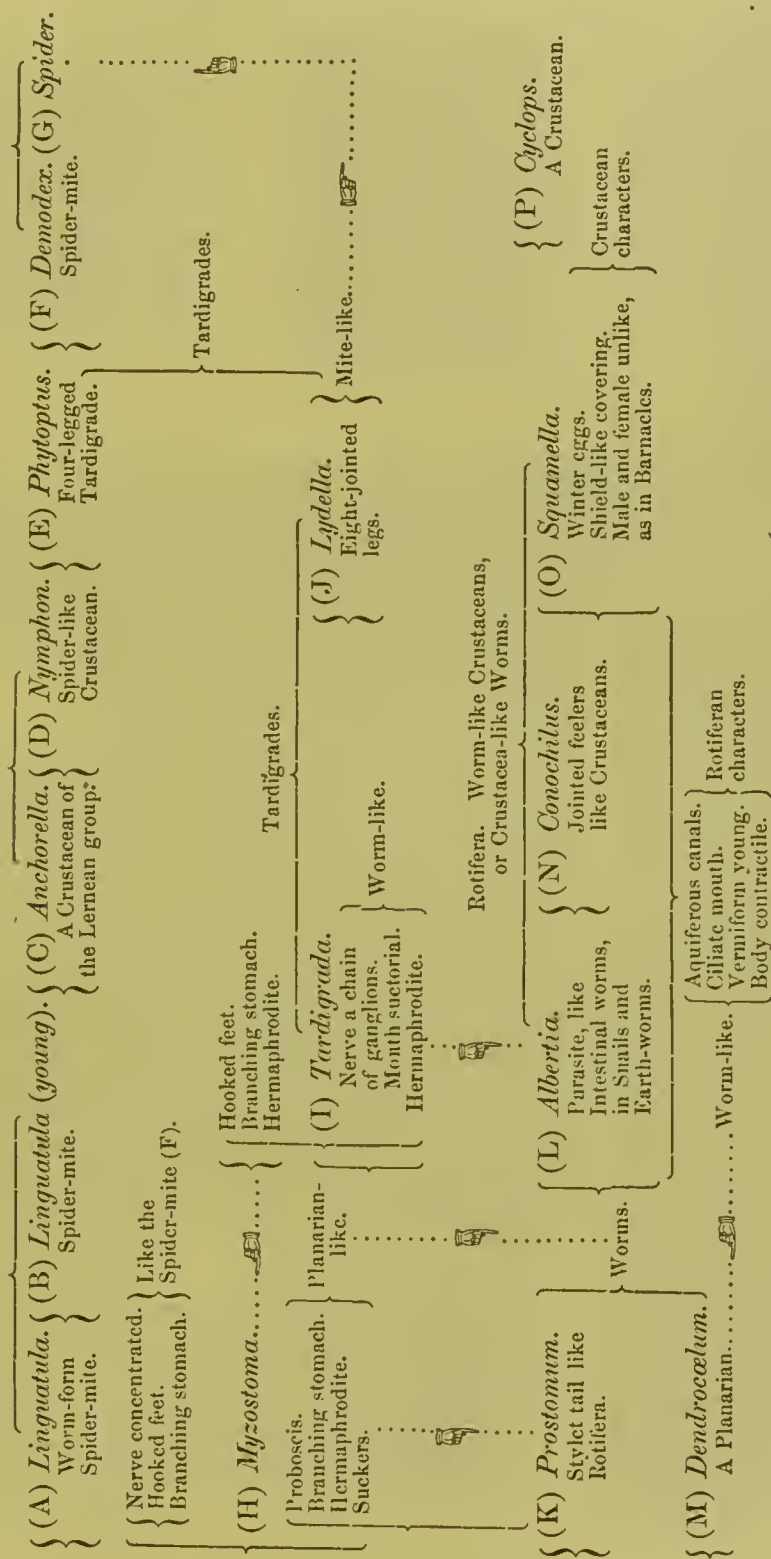 (A) Linguatula.
Worm-form
Spider-mite.
(B) Linguatula (young).
Spider-mite.
(C) Anchorella.
A Crustacean of
the Lernean group.
(D) Nymphon.
Spider-like
Crustacean.
(E) Phytoptus.
Four-legged
Tardigrade.
(F) Demodex.
Spider-mite.
(G) Spider.
Nerve concentrated.
Hooked feet.
Branching stomach.
Like the
Spider-mite (F).
Tardigrades.
(H) Myzostoma.
Hooked feet.
Branching stomach.
Hermaphrodite.
Tardigrades.
Proboscis.
Branching stomach.
Hermaphrodite.
Suckers.
Planarian-
like.
(I) Tardigrada.
Nerve a chain
of ganglions.
Month suctorial.
Hermaphrodite.
Worm-like.
(J) Lydella.
Eight-jointed
legs.
Mite-like.
Rotifera. Worm-like Crustaceans,
or Crustacea-like Worms.
(K) Prostomum.
Stylet tail like
Rotifera.
Worms.
(L) Albertia.
Parasite, like
Intestinal worms,
in Snails and
Earth-worms.
(N) Conochilus.
Jointed feelers
like Crustaceans.
(O) Squamella.
Winter eggs.
Shield-like covering.
Male and female unlike,
as in Barnacles.
Crustacean
characters.
(P) Cyclops.
A Crustacean.
(M) Dendrocœlum.
A Planarian
Worm-like.
Aquiferous canals.
Ciliate mouth.
Vermiform young.
Body contractile.
Rotiferan
characters.